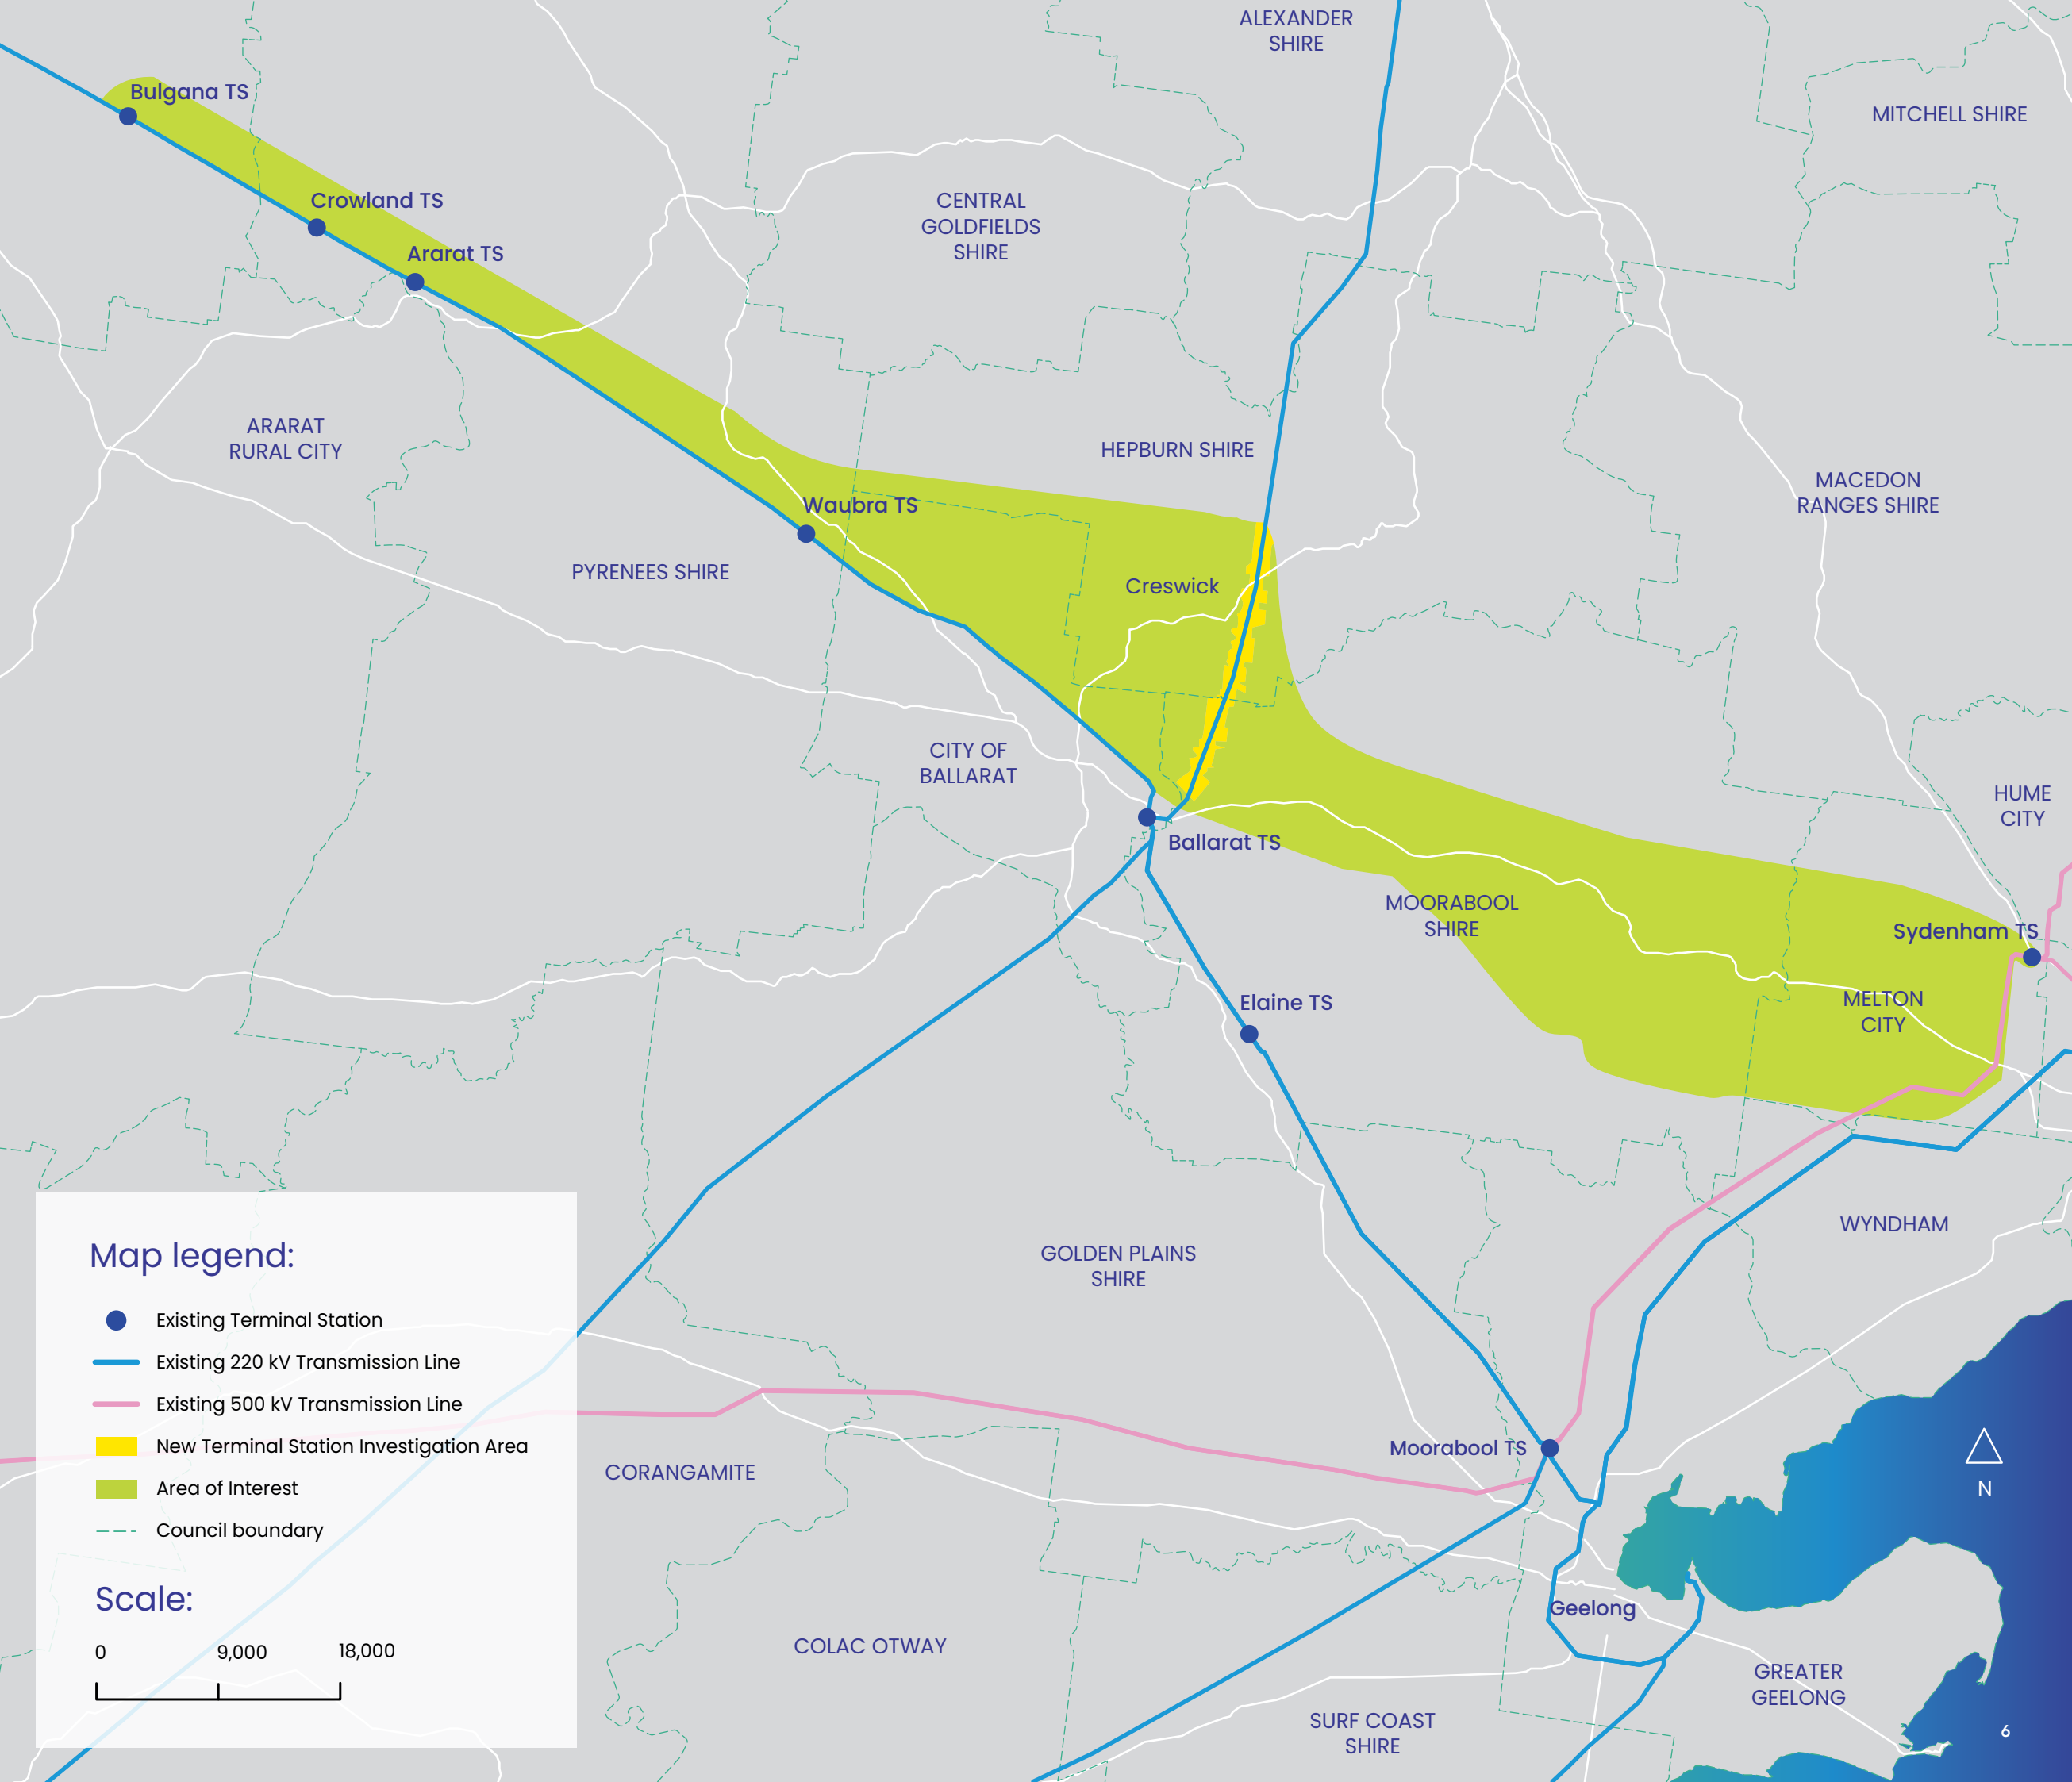 ALEXANDER
SHIRE
Bulgana TS
MITCHELL SHIRE
Crowland TS
CENTRAL
GOLDFIELDS
SHIRE
Ararat TS
ARARAT
RURAL CITY
HEPBURN SHIRE
MACEDON
RANGES SHIRE
Waubra TS
PYRENEES SHIRE
Creswick
CITY OF
BALLARAT
HUME
CITY
Ballarat TS
MOORABOOL
SHIRE
Sydenham TS
Elaine TS
MELTON
CITY
WYNDHAM
GOLDEN PLAINS
SHIRE
Map legend:
Existing Terminal Station
Existing 220 kV Transmission Line
Existing 500 kV Transmission Line
New Terminal Station Investigation Area
Area of Interest
Council boundary
Scale:
0 9,000 18,000
Moorabool TS
CORANGAMITE
N
Geelong
COLAC OTWAY
GREATER
GEELONG
SURF COAST
SHIRE
6